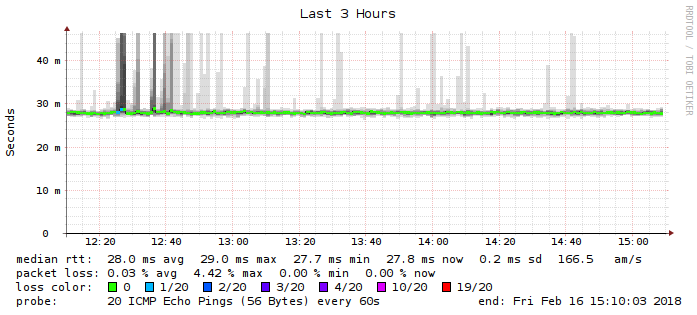 Last 3 Hours
RRDTOOL / TOBI OETIKER
Seconds
40 m
30 m
20 m
10 m
0
12:20 12:40 13:00 13:20 13:40 14:00 14:20 14:40 15:00
median rtt: 28.0 ms avg 29.0 ms max 27.7 ms min 27.8 ms now 0.2 ms sd 166.5 am/s
packet loss: 0.03 % avg 4.42 % max 0.00 % min 0.00 % now
loss color: 0 1/20 2/20 3/20 4/20 10/20 19/20
probe: 20 ICMP Echo Pings (56 Bytes) every 60s end: Fri Feb 16 15:10:03 2018